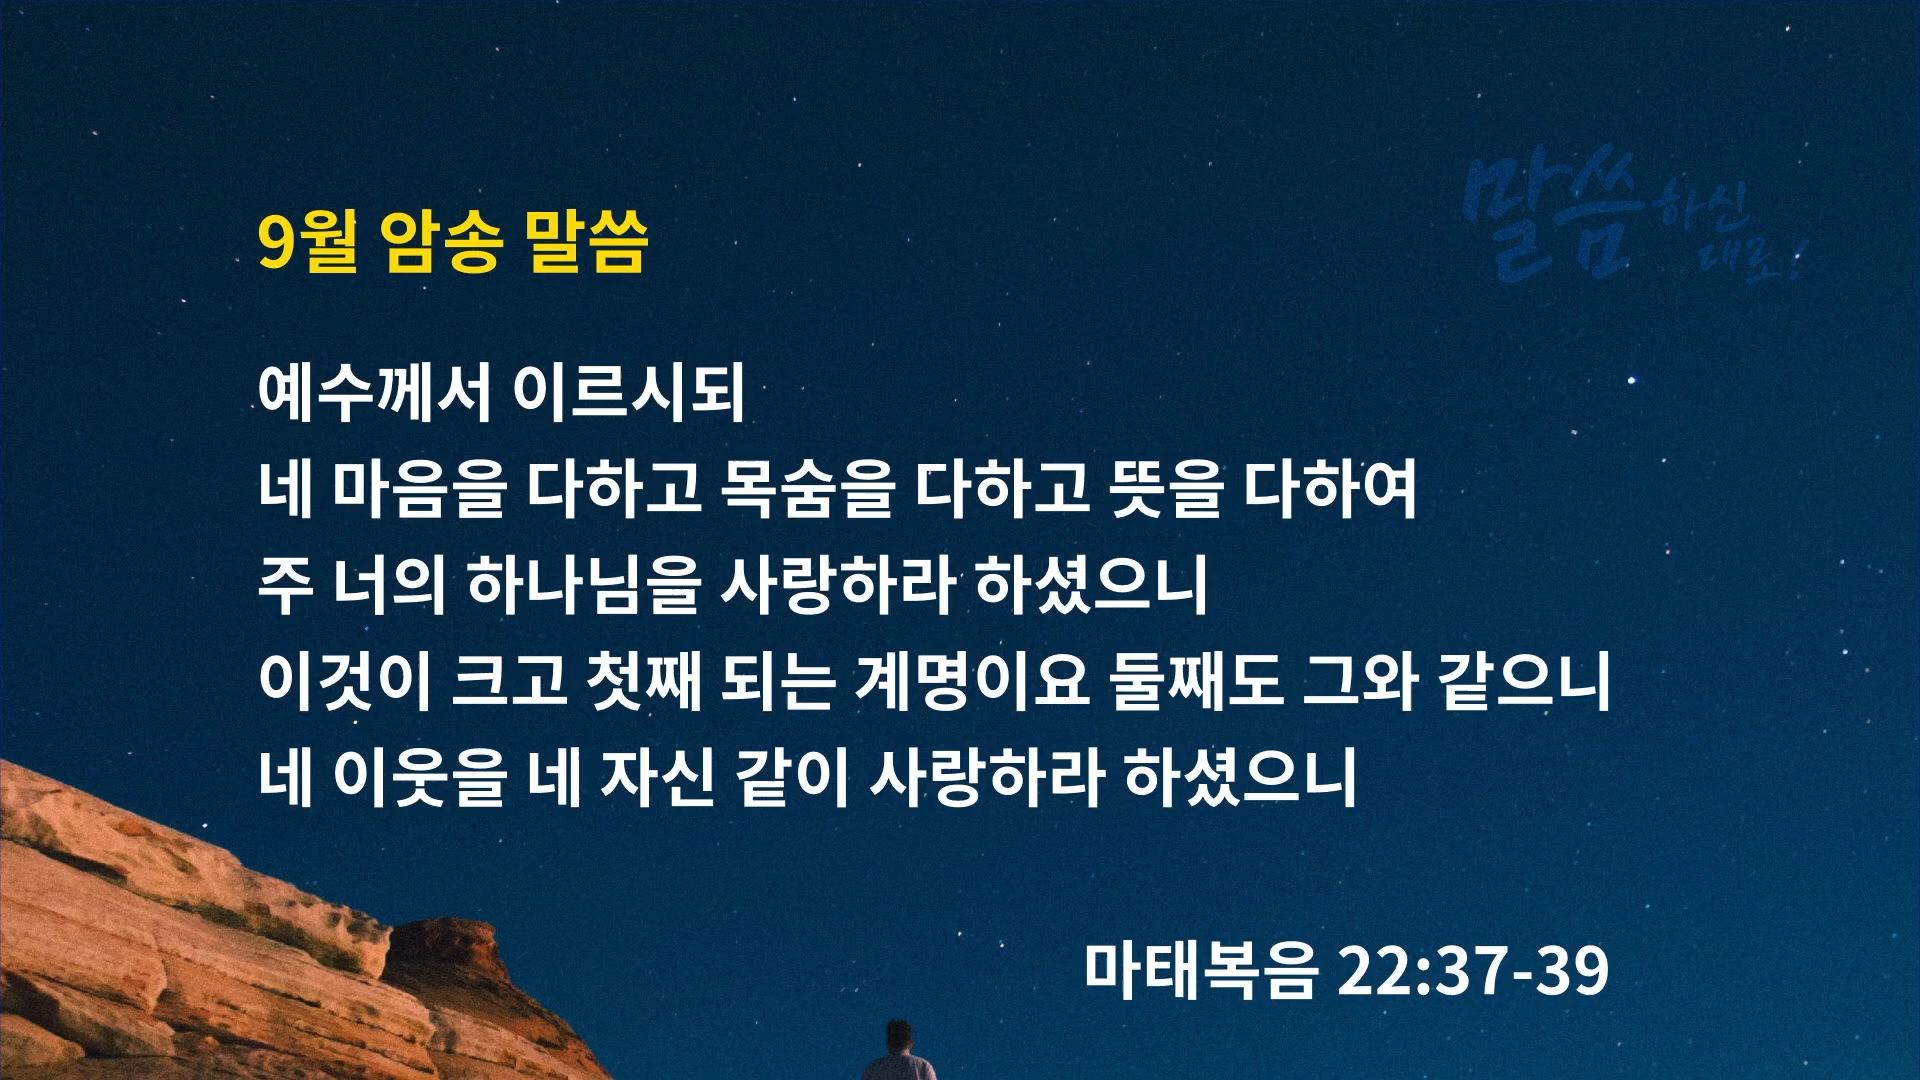 말씀하신
대로!
9월 암송 말씀
예수께서 이르시되
네 마음을 다하고 목숨을 다하고 뜻을 다하여
주 너의 하나님을 사랑하라 하셨으니
이것이 크고 첫째 되는 계명이요 둘째도 그와 같으니
네 이웃을 네 자신 같이 사랑하라 하셨으니
마태복음 22:37-39